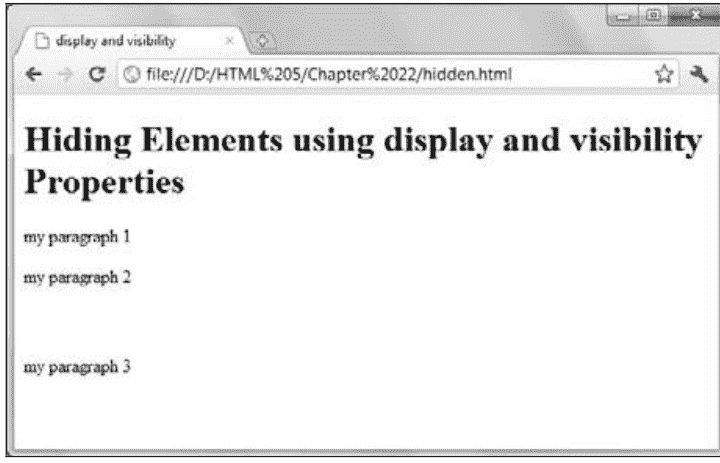 display and visibility
file:///D:/HTML%205/Chapter%2022/hidden.html
Hiding Elements using display and visibility
Properties
my paragraph 1
my paragraph 2
my paragraph 3